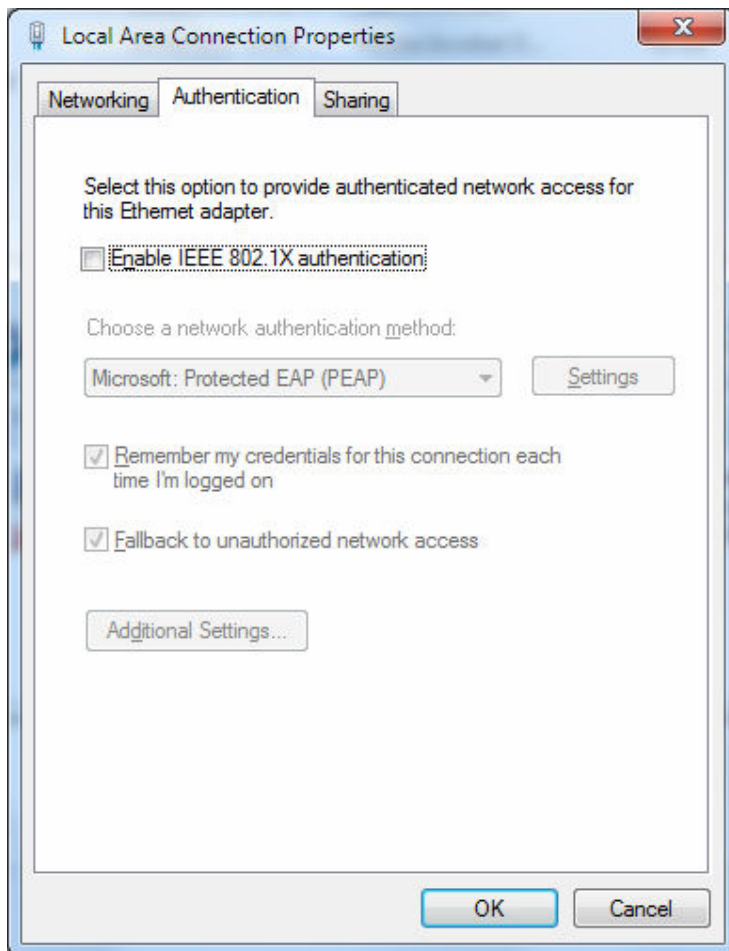 Local Area Connection Properties
Networking Authentication Sharing
Select this option to provide authenticated network access for
this Ethernet adapter.
Enable IEEE 802.1X authentication
Choose a network authentication method:
Microsoft: Protected EAP (PEAP) Settings
Remember my credentials for this connection each
time I'm logged on
Fallback to unauthorized network access
Additional Settings...
OK Cancel